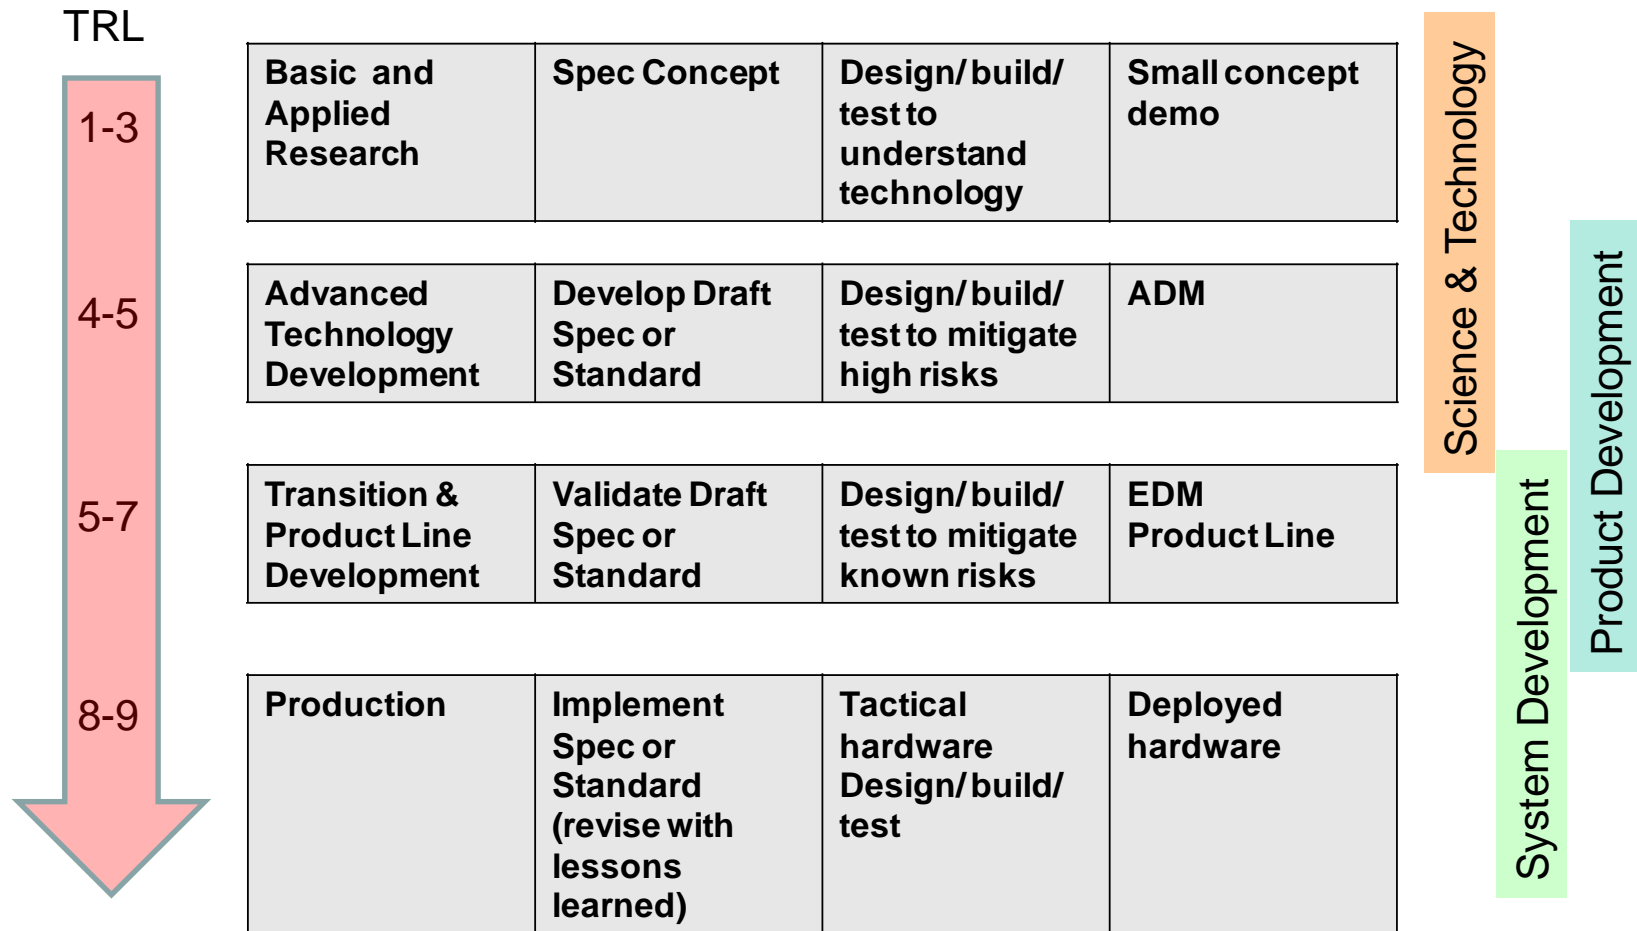 TRL
1-3
Basic and
Applied
Research
Spec Concept
Design/build/
test to
understand
technology
Small concept
demo
4-5
Advanced
Technology
Development
Develop Draft
Spec or
Standard
Design/build/
test to mitigate
high risks
ADM
5-7
Transition &
Product Line
Development
Validate Draft
Spec or
Standard
Design/build/
test to mitigate
known risks
EDM
Product Line
8-9
Production
Implement
Spec or
Standard
(revise with
lessons
learned)
Tactical
hardware
Design/build/
test
Deployed
hardware
Science & Technology
System Development
Product Development